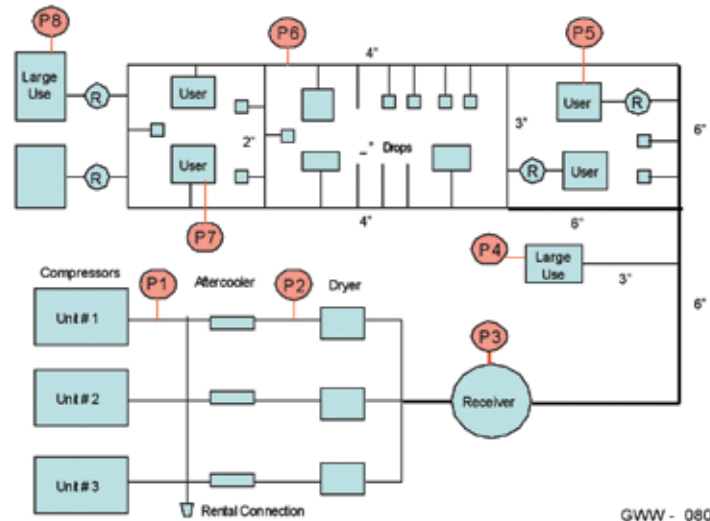 P8
P6
P5
4"
Large
Use
R
User
User
R
3"
6"
2"
_" Drops
R
User
User
R
4"
6"
P7
P4
Large
Use
3"
6"
Compressors
P1
Aftercooler
P2
Dryer
Unit # 1
P3
Unit # 2
Receiver
Unit # 3
Rental Connection
GWW - 080